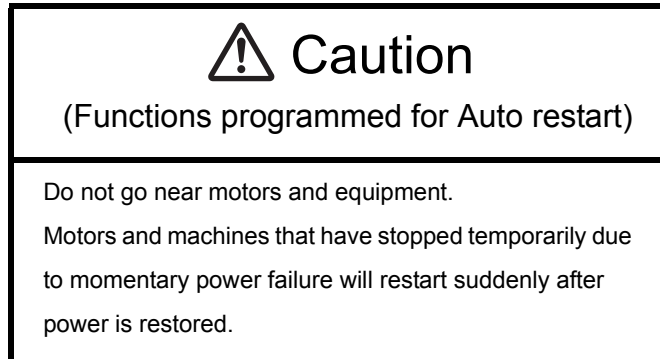 Caution
(Functions programmed for Auto restart)
Do not go near motors and equipment.
Motors and machines that have stopped temporarily due
to momentary power failure will restart suddenly after
power is restored.